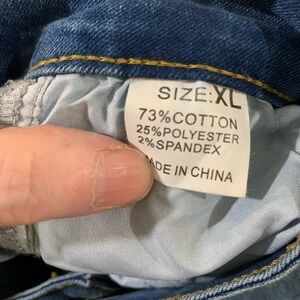 SIZE:XL
73%COTTON
25%POLYESTER
2%SPANDEX
MADE IN CHINA